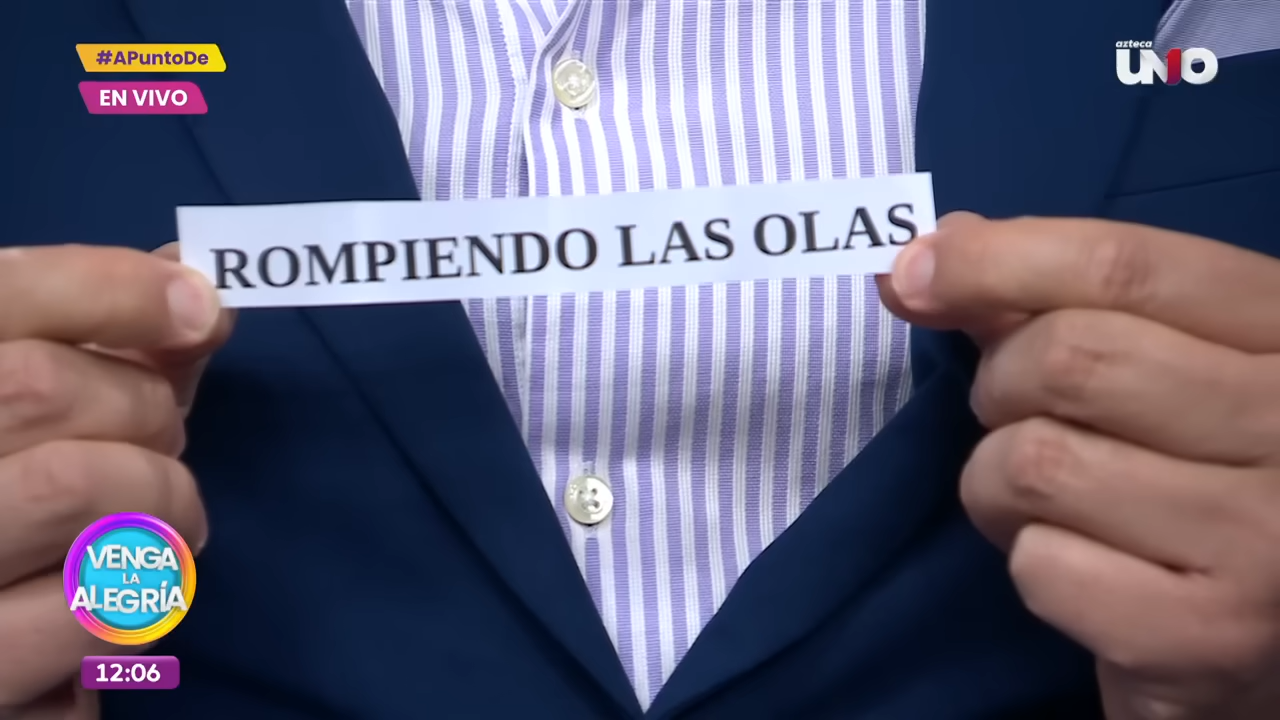 #APuntoDe
EN VIVO
azteca
UNO
ROMPIENDO LAS OLAS
VENGA
LA
ALEGRÍA
12:06